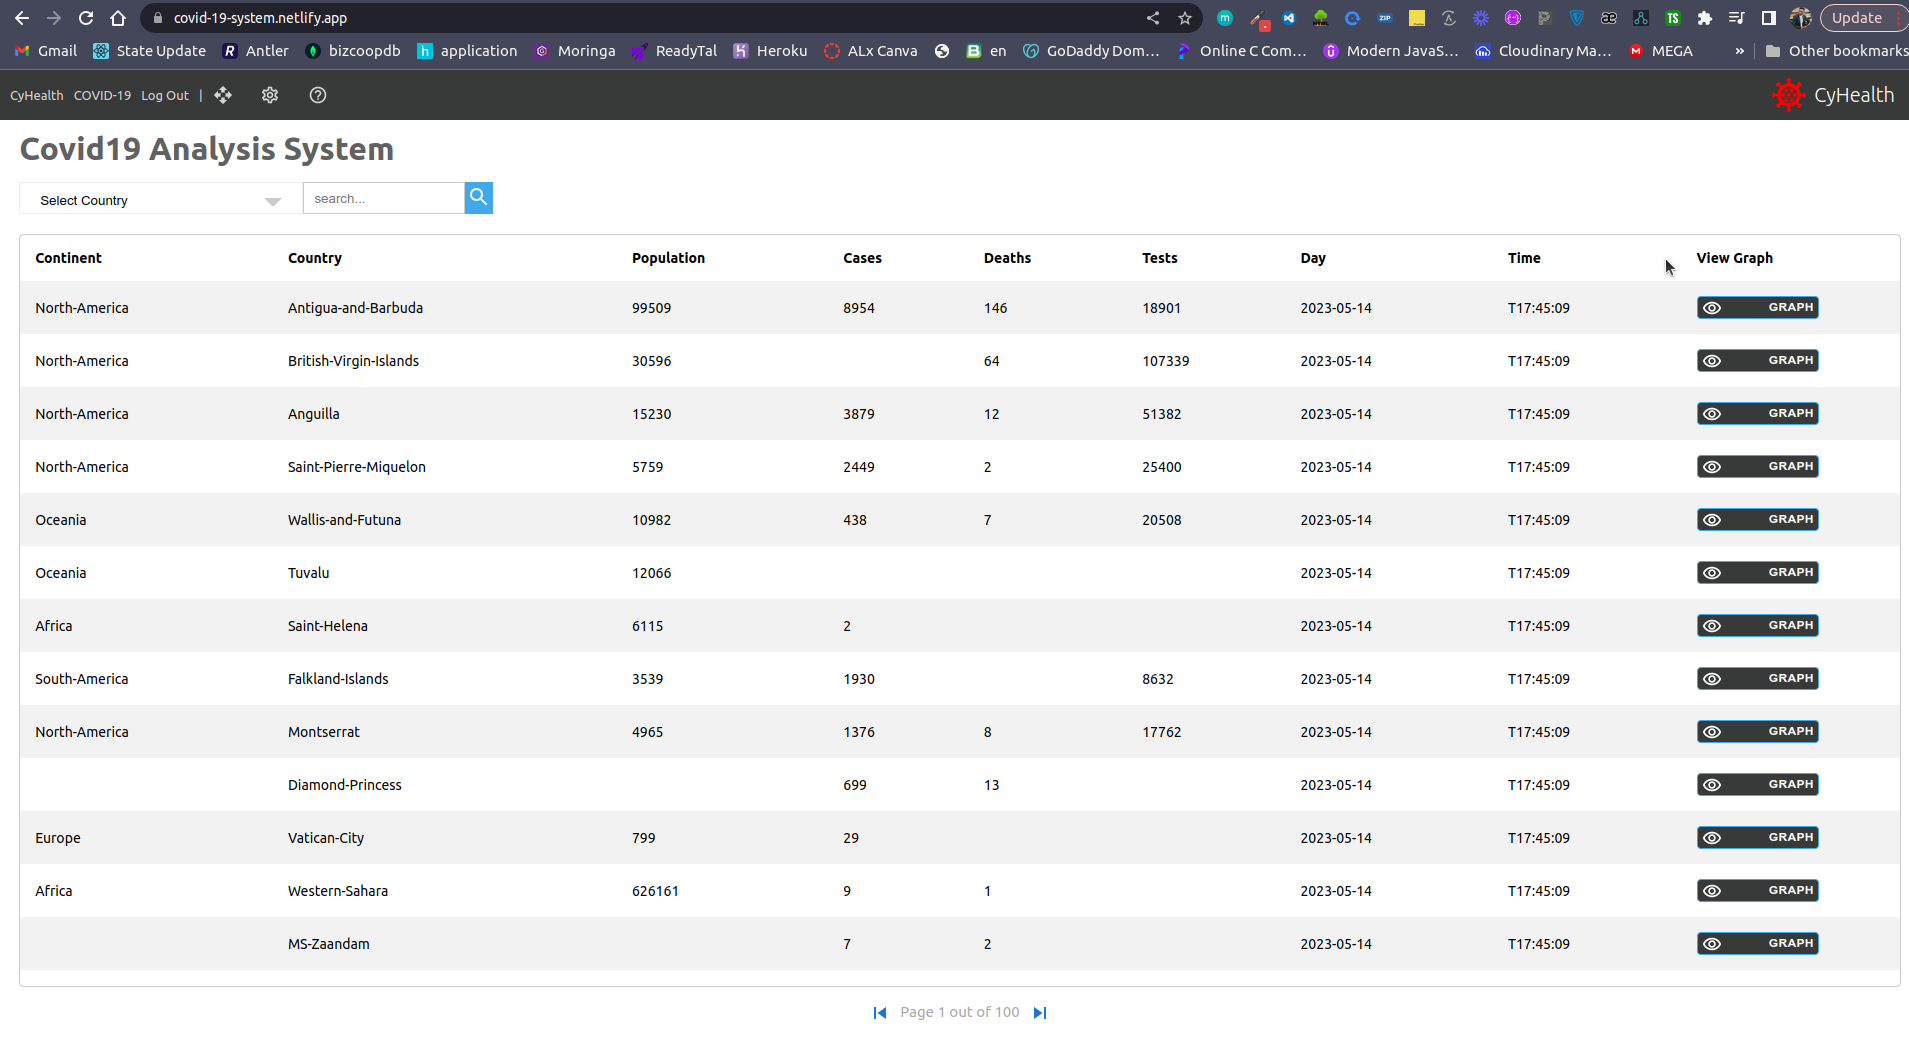 covid-19-system.netlify.app
Update
Gmail State Update Antler bizcoopdb application Moringa ReadyTal Heroku ALx Canva en GoDaddy Dom... Online C Com... Modern JavaS... Cloudinary Ma... MEGA » Other bookmarks
CyHealth COVID-19 Log Out | CyHealth
Covid19 Analysis System
Select Country search...
Continent Country Population Cases Deaths Tests Day Time View Graph
North-America Antigua-and-Barbuda 99509 8954 146 18901 2023-05-14 T17:45:09 GRAPH
North-America British-Virgin-Islands 30596 64 107339 2023-05-14 T17:45:09 GRAPH
North-America Anguilla 15230 3879 12 51382 2023-05-14 T17:45:09 GRAPH
North-America Saint-Pierre-Miquelon 5759 2449 2 25400 2023-05-14 T17:45:09 GRAPH
Oceania Wallis-and-Futuna 10982 438 7 20508 2023-05-14 T17:45:09 GRAPH
Oceania Tuvalu 12066 2023-05-14 T17:45:09 GRAPH
Africa Saint-Helena 6115 2 2023-05-14 T17:45:09 GRAPH
South-America Falkland-Islands 3539 1930 8632 2023-05-14 T17:45:09 GRAPH
North-America Montserrat 4965 1376 8 17762 2023-05-14 T17:45:09 GRAPH
Diamond-Princess 699 13 2023-05-14 T17:45:09 GRAPH
Europe Vatican-City 799 29 2023-05-14 T17:45:09 GRAPH
Africa Western-Sahara 626161 9 1 2023-05-14 T17:45:09 GRAPH
MS-Zaandam 7 2 2023-05-14 T17:45:09 GRAPH
Page 1 out of 100